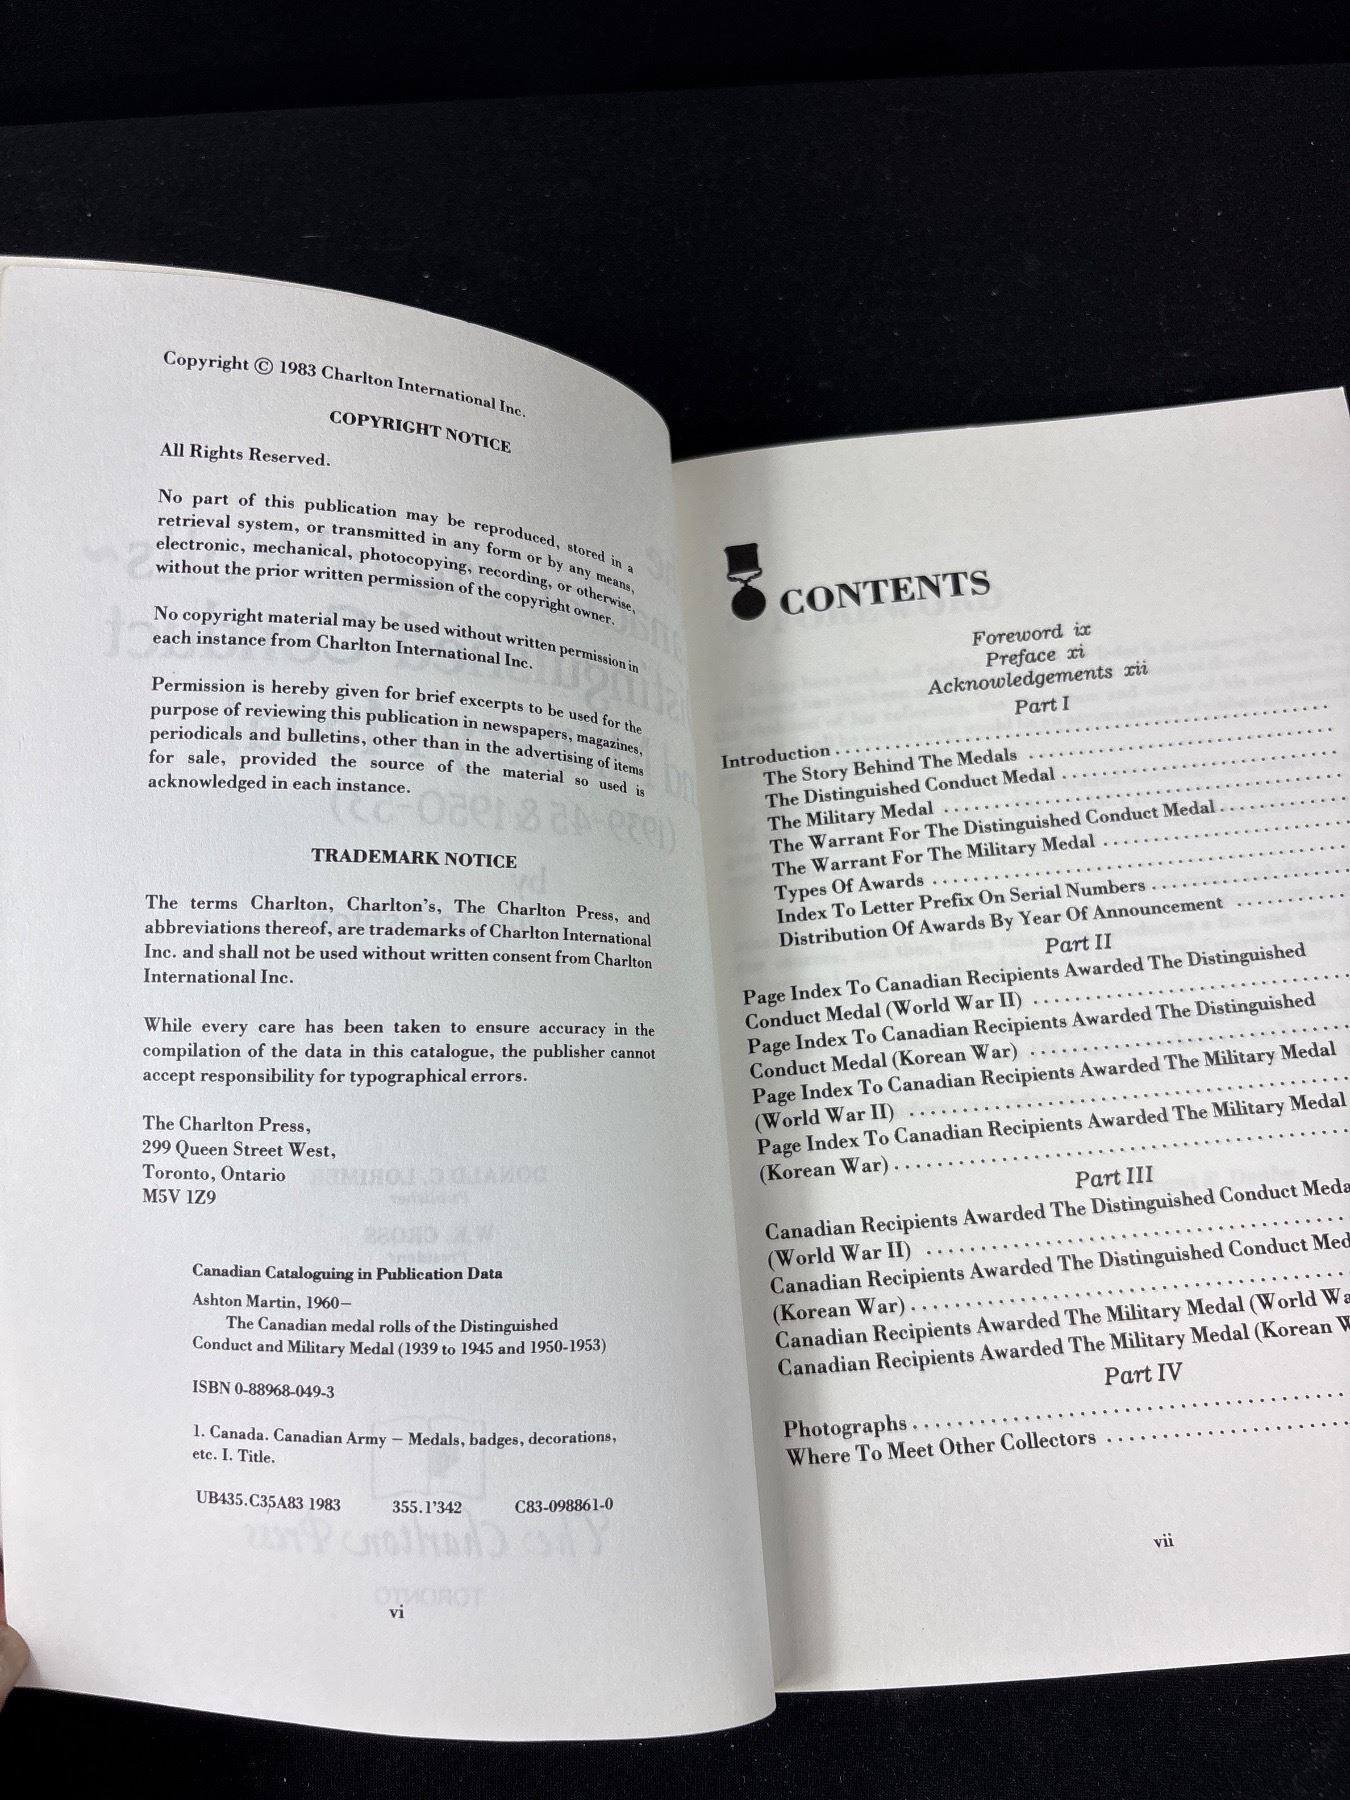 Copyright © 1983 Charlton International Inc.
COPYRIGHT NOTICE
All Rights Reserved.
No part of this publication may be reproduced, stored in a
retrieval system, or transmitted in any form or by any means,
electronic, mechanical, photocopying, recording, or otherwise,
without the prior written permission of the copyright owner.
No copyright material may be used without written permission in
each instance from Charlton International Inc.
Permission is hereby given for brief excerpts to be used for the
purpose of reviewing this publication in newspapers, magazines,
periodicals and bulletins, other than in the advertising of items
for sale, provided the source of the material so used is
acknowledged in each instance.
TRADEMARK NOTICE
The terms Charlton, Charlton's, The Charlton Press, and
abbreviations thereof, are trademarks of Charlton International
Inc. and shall not be used without written consent from Charlton
International Inc.
While every care has been taken to ensure accuracy in the
compilation of the data in this catalogue, the publisher cannot
accept responsibility for typographical errors.
The Charlton Press,
299 Queen Street West,
Toronto, Ontario
M5V 1Z9
Canadian Cataloguing in Publication Data
Ashton Martin, 1960—
The Canadian medal rolls of the Distinguished
Conduct and Military Medal (1939 to 1945 and 1950-1953)
ISBN 0-88968-049-3
1. Canada. Canadian Army — Medals, badges, decorations,
etc. I. Title.
UB435.C35A83 1983 355.1'342 C83-098861-0
vi
CONTENTS
Foreword ix
Preface xi
Acknowledgements xii
Part I
Introduction
The Story Behind The Medals
The Distinguished Conduct Medal
The Military Medal
The Warrant For The Distinguished Conduct Medal
The Warrant For The Military Medal
Types Of Awards
Index To Letter Prefix On Serial Numbers
Distribution Of Awards By Year Of Announcement
Part II
Page Index To Canadian Recipients Awarded The Distinguished
Conduct Medal (World War II)
Page Index To Canadian Recipients Awarded The Distinguished
Conduct Medal (Korean War)
Page Index To Canadian Recipients Awarded The Military Medal
(World War II)
Page Index To Canadian Recipients Awarded The Military Medal
(Korean War)
Part III
Canadian Recipients Awarded The Distinguished Conduct Meda
(World War II)
Canadian Recipients Awarded The Distinguished Conduct Med
(Korean War)
Canadian Recipients Awarded The Military Medal (World Wa
Canadian Recipients Awarded The Military Medal (Korean W
Part IV
Photographs
Where To Meet Other Collectors
vii